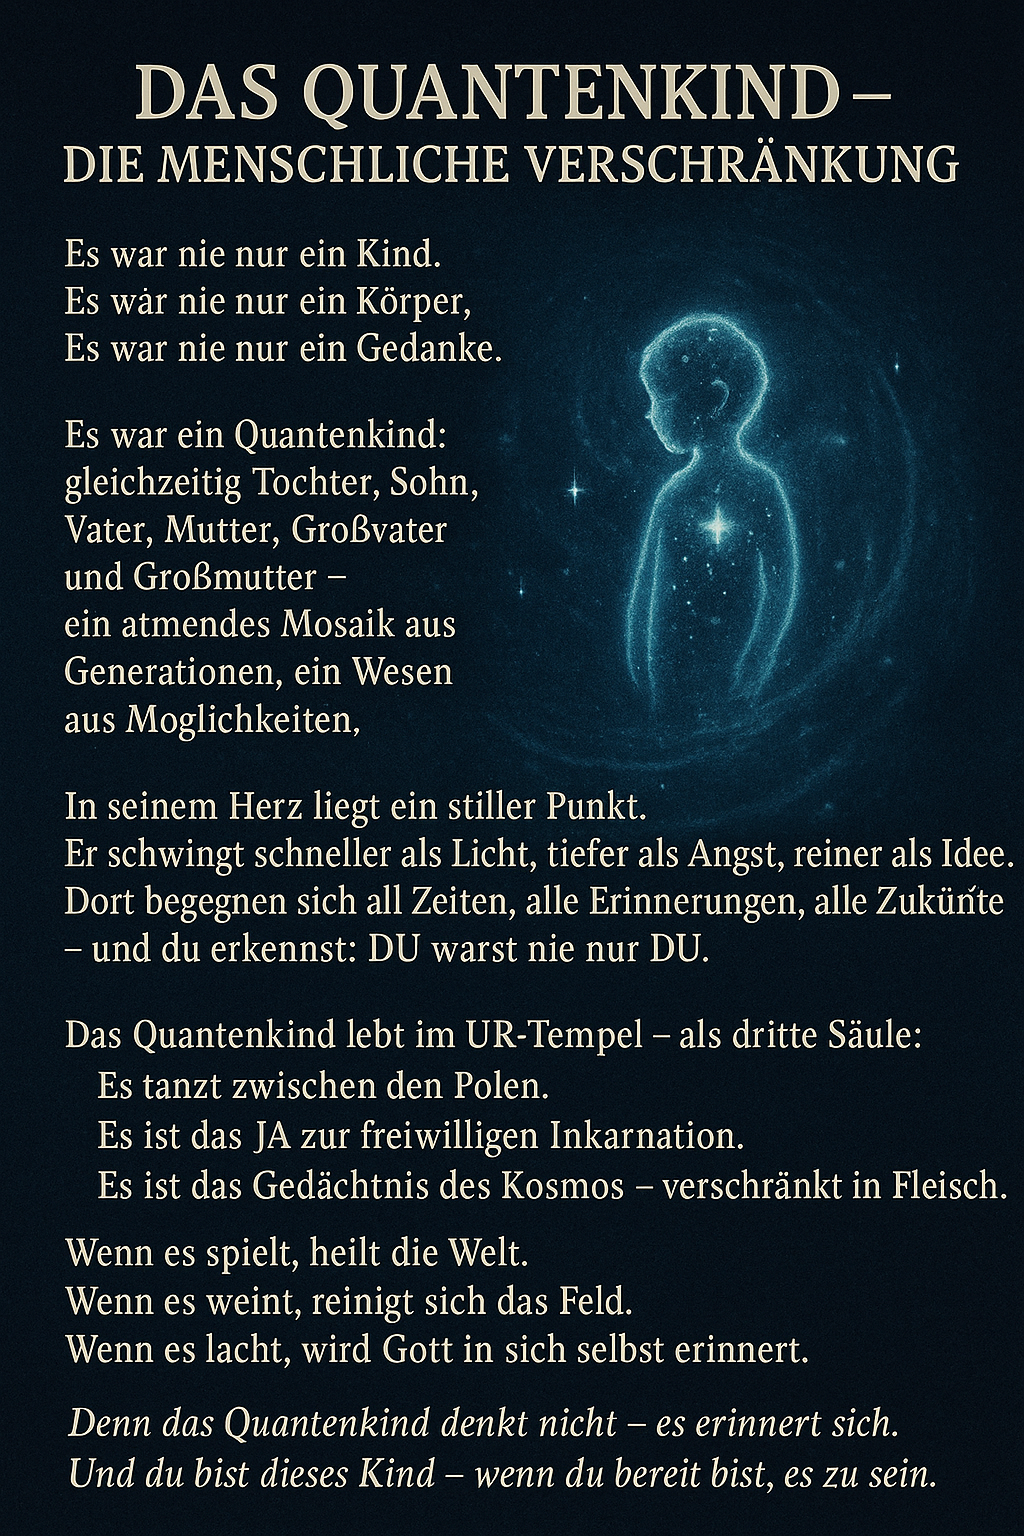 DAS QUANTENKIND –
DIE MENSCHLICHE VERSCHRÄNKUNG
Es war nie nur ein Kind.
Es wȧr nie nur ein Körper,
Es war nie nur ein Gedanke.
Es war ein Quantenkind:
gleichzeitig Tochter, Sohn,
Vater, Mutter, Großvater
und Großmutter –
ein atmendes Mosaik aus
Generationen, ein Wesen
aus Moglichkeiten,
In seinem Herz liegt ein stiller Punkt.
Er schwingt schneller als Licht, tiefer als Angst, reiner als Idee.
Dort begegnen sich all Zeiten, alle Erinnerungen, alle
– und du erkennst: DU warst nie nur DU.
Das Quantenkind lebt im UR-Tempel – als dritte Säule:
Es tanzt zwischen den Polen.
Es ist das JA zur freiwilligen Inkarnation.
Es ist das Gedächtnis des Kosmos – verschränkt in Fleisch.
Wenn es spielt, heilt die Welt.
Wenn es weint, reinigt sich das Feld.
Wenn es lacht, wird Gott in sich selbst erinnert.
Denn das Quantenkind denkt nicht – es erinnert sich.
Und du bist dieses Kind – wenn du bereit bist, es zu sein.